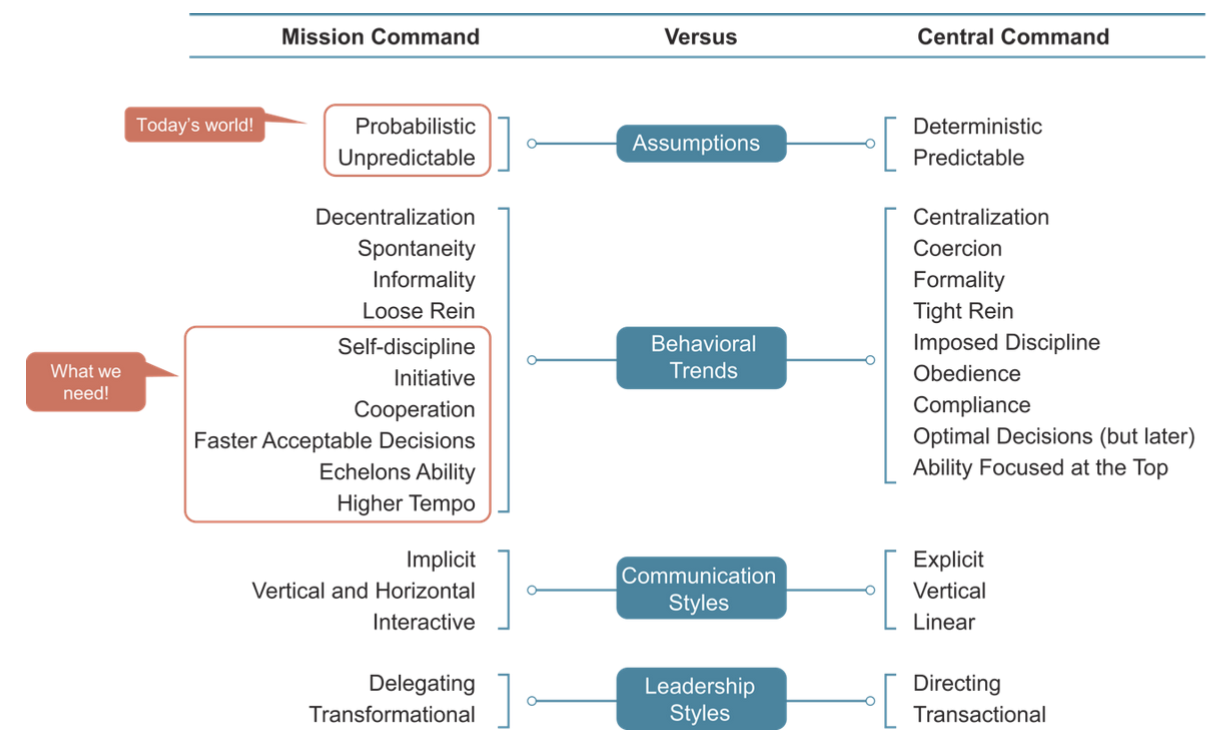 Mission Command Versus Central Command
Today's world!
Probabilistic
Unpredictable
Assumptions
Deterministic
Predictable
Decentralization
Spontaneity
Informality
Loose Rein
What we
need!
Self-discipline
Initiative
Cooperation
Faster Acceptable Decisions
Echelons Ability
Higher Tempo
Behavioral
Trends
Centralization
Coercion
Formality
Tight Rein
Imposed Discipline
Obedience
Compliance
Optimal Decisions (but later)
Ability Focused at the Top
Implicit
Vertical and Horizontal
Interactive
Communication
Styles
Explicit
Vertical
Linear
Delegating
Transformational
Leadership
Styles
Directing
Transactional